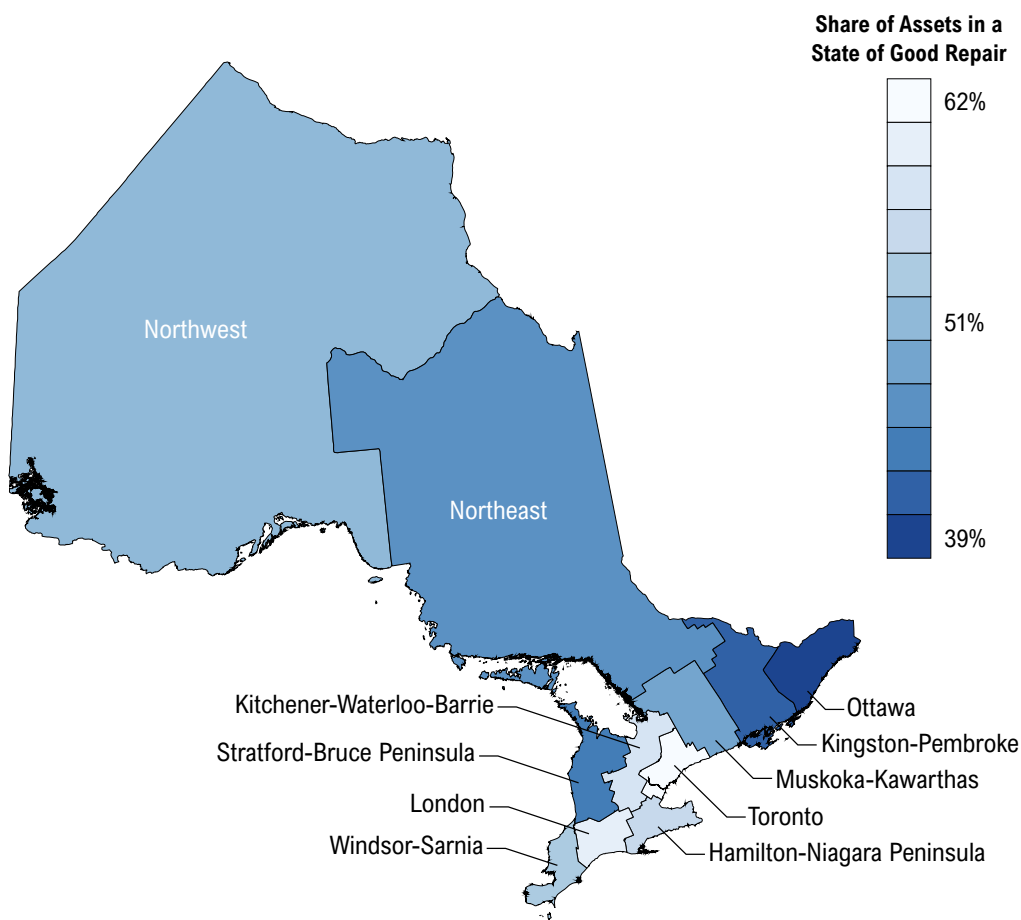 Share of Assets in a
State of Good Repair
62%
51%
39%
Northwest
Northeast
Kitchener-Waterloo-Barrie
Stratford-Bruce Peninsula
London
Windsor-Sarnia
Ottawa
Kingston-Pembroke
Muskoka-Kawarthas
Toronto
Hamilton-Niagara Peninsula